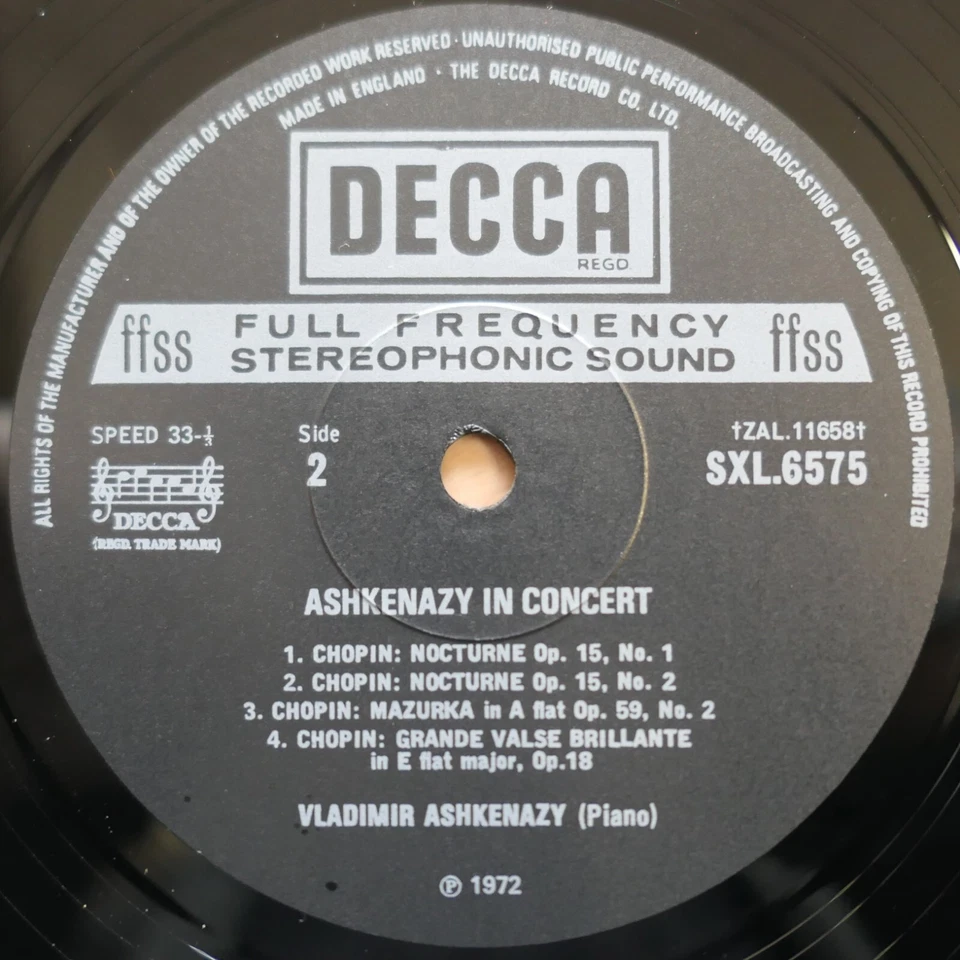 ALL RIGHTS OF THE MANUFACTURER AND OF THE OWNER OF THE RECORDED WORK RESERVED · UNAUTHORISED PUBLIC PERFORMANCE BROADCASTING AND COPYING OF THIS RECORD PROHIBITED
MADE IN ENGLAND · THE DECCA RECORD CO. LTD.
DECCA
REGD
ffss FULL FREQUENCY ffss
STEREOPHONIC SOUND
SPEED 33-⅓
DECCA
(REGD. TRADE MARK)
Side
2
†ZAL.11658†
SXL.6575
ASHKENAZY IN CONCERT
1. CHOPIN: NOCTURNE Op. 15, No. 1
2. CHOPIN: NOCTURNE Op. 15, No. 2
3. CHOPIN: MAZURKA in A flat Op. 59, No. 2
4. CHOPIN: GRANDE VALSE BRILLANTE
in E flat major, Op.18
VLADIMIR ASHKENAZY (Piano)
℗ 1972